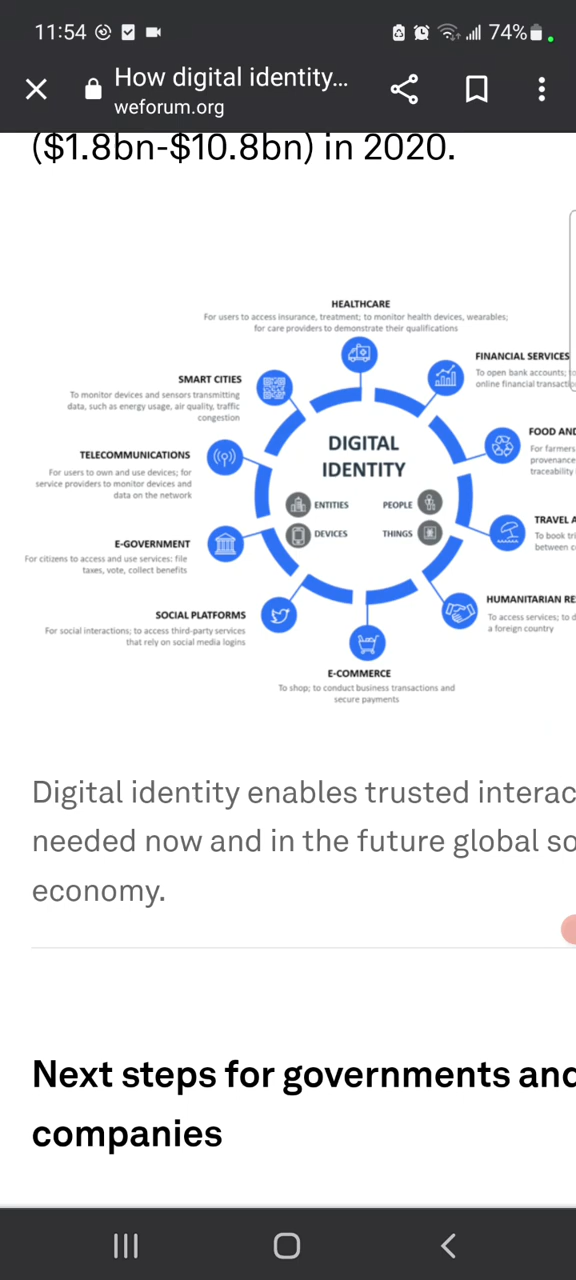 11:54
74%
How digital identity...
weforum.org
($1.8bn-$10.8bn) in 2020.
HEALTHCARE
For users to access insurance, treatment; to monitor health devices, wearables;
for care providers to demonstrate their qualifications
FINANCIAL SERVICES
To open bank accounts;
online financial
SMART CITIES
To monitor devices and sensors transmitting
data, such as energy usage, air quality, traffic
congestion
FOOD AND
For farmers
provenance
traceability
TELECOMMUNICATIONS
For users to own and use devices; for
service providers to monitor devices and
data on the network
DIGITAL
IDENTITY
ENTITIES
PEOPLE
DEVICES
THINGS
TRAVEL A
To book tri
between c
E-GOVERNMENT
For citizens to access and use services: file
taxes, vote, collect benefits
HUMANITARIAN RE
To access services; to d
a foreign country
SOCIAL PLATFORMS
For social interactions; to access third-party services
that rely on social media logins
E-COMMERCE
To shop; to conduct business transactions and
secure payments
Digital identity enables trusted interac
needed now and in the future global so
economy.
Next steps for governments and
companies